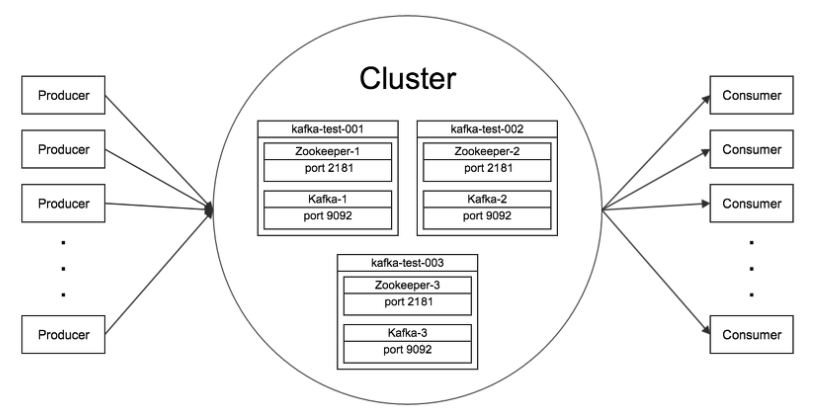 Cluster
Producer
Producer
Producer
Producer
kafka-test-001
Zookeeper-1
port 2181
Kafka-1
port 9092
kafka-test-002
Zookeeper-2
port 2181
Kafka-2
port 9092
kafka-test-003
Zookeeper-3
port 2181
Kafka-3
port 9092
Consumer
Consumer
Consumer
Consumer